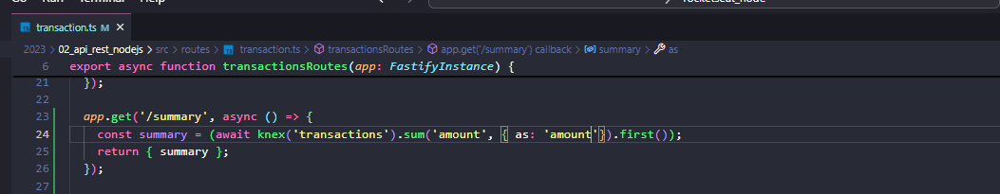 Go Run Terminal Help
rocketseat_node
transaction.ts M ×
2023 > 02_api_rest_nodejs > src > routes > transaction.ts > transactionsRoutes > app.get('/summary') callback > summary > as
6 export async function transactionsRoutes(app: FastifyInstance) {
21 });
22
23 app.get('/summary', async () => {
24 const summary = (await knex('transactions').sum('amount', { as: 'amount'}).first());
25 return { summary };
26 });
27